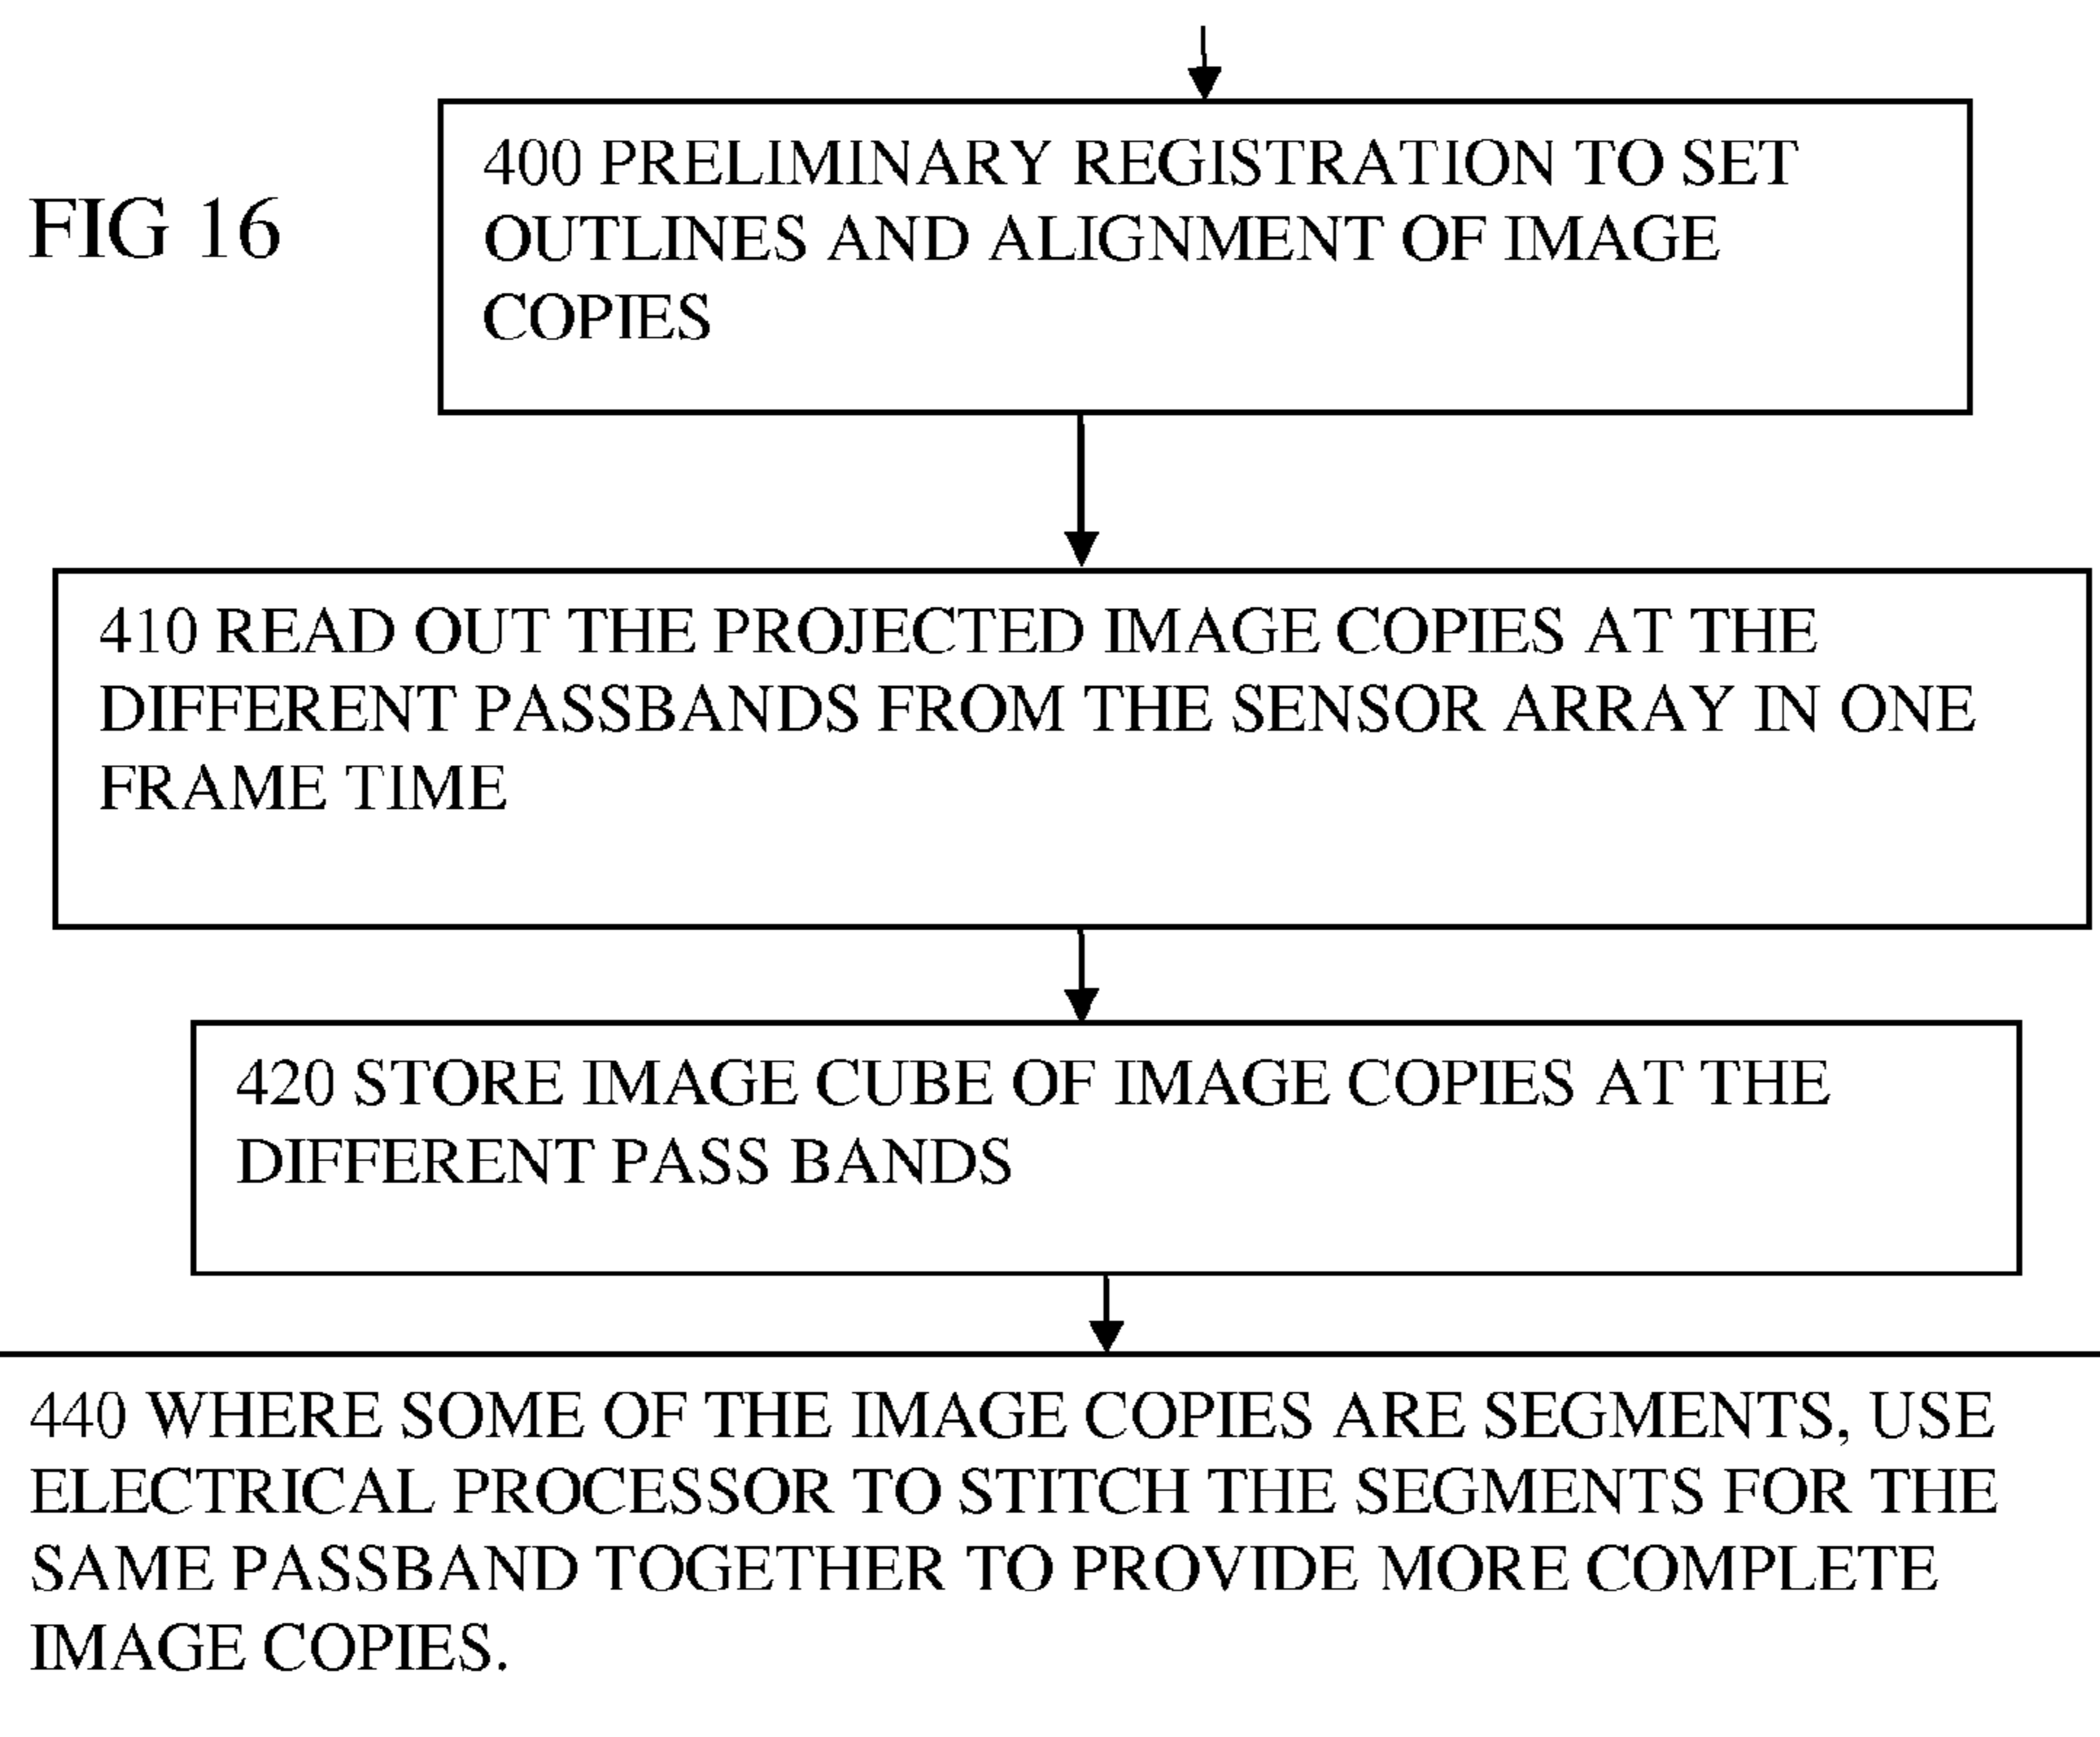 400 PRELIMINARY REGISTRATION TO SET
OUTLINES AND ALIGNMENT OF IMAGE
COPIES
FIG 16
410 READ OUT THE PROJECTED IMAGE COPIES AT THE
DIFFERENT PASSBANDS FROM THE SENSOR ARRAY IN ONE
FRAME TIME
420 STORE IMAGE CUBE OF IMAGE COPIES AT THE
DIFFERENT PASS BANDS
440 WHERE SOME OF THE IMAGE COPIES ARE SEGMENTS, USE
ELECTRICAL PROCESSOR TO STITCH THE SEGMENTS FOR THE
SAME PASSBAND TOGETHER TO PROVIDE MORE COMPLETE
IMAGE COPIES.